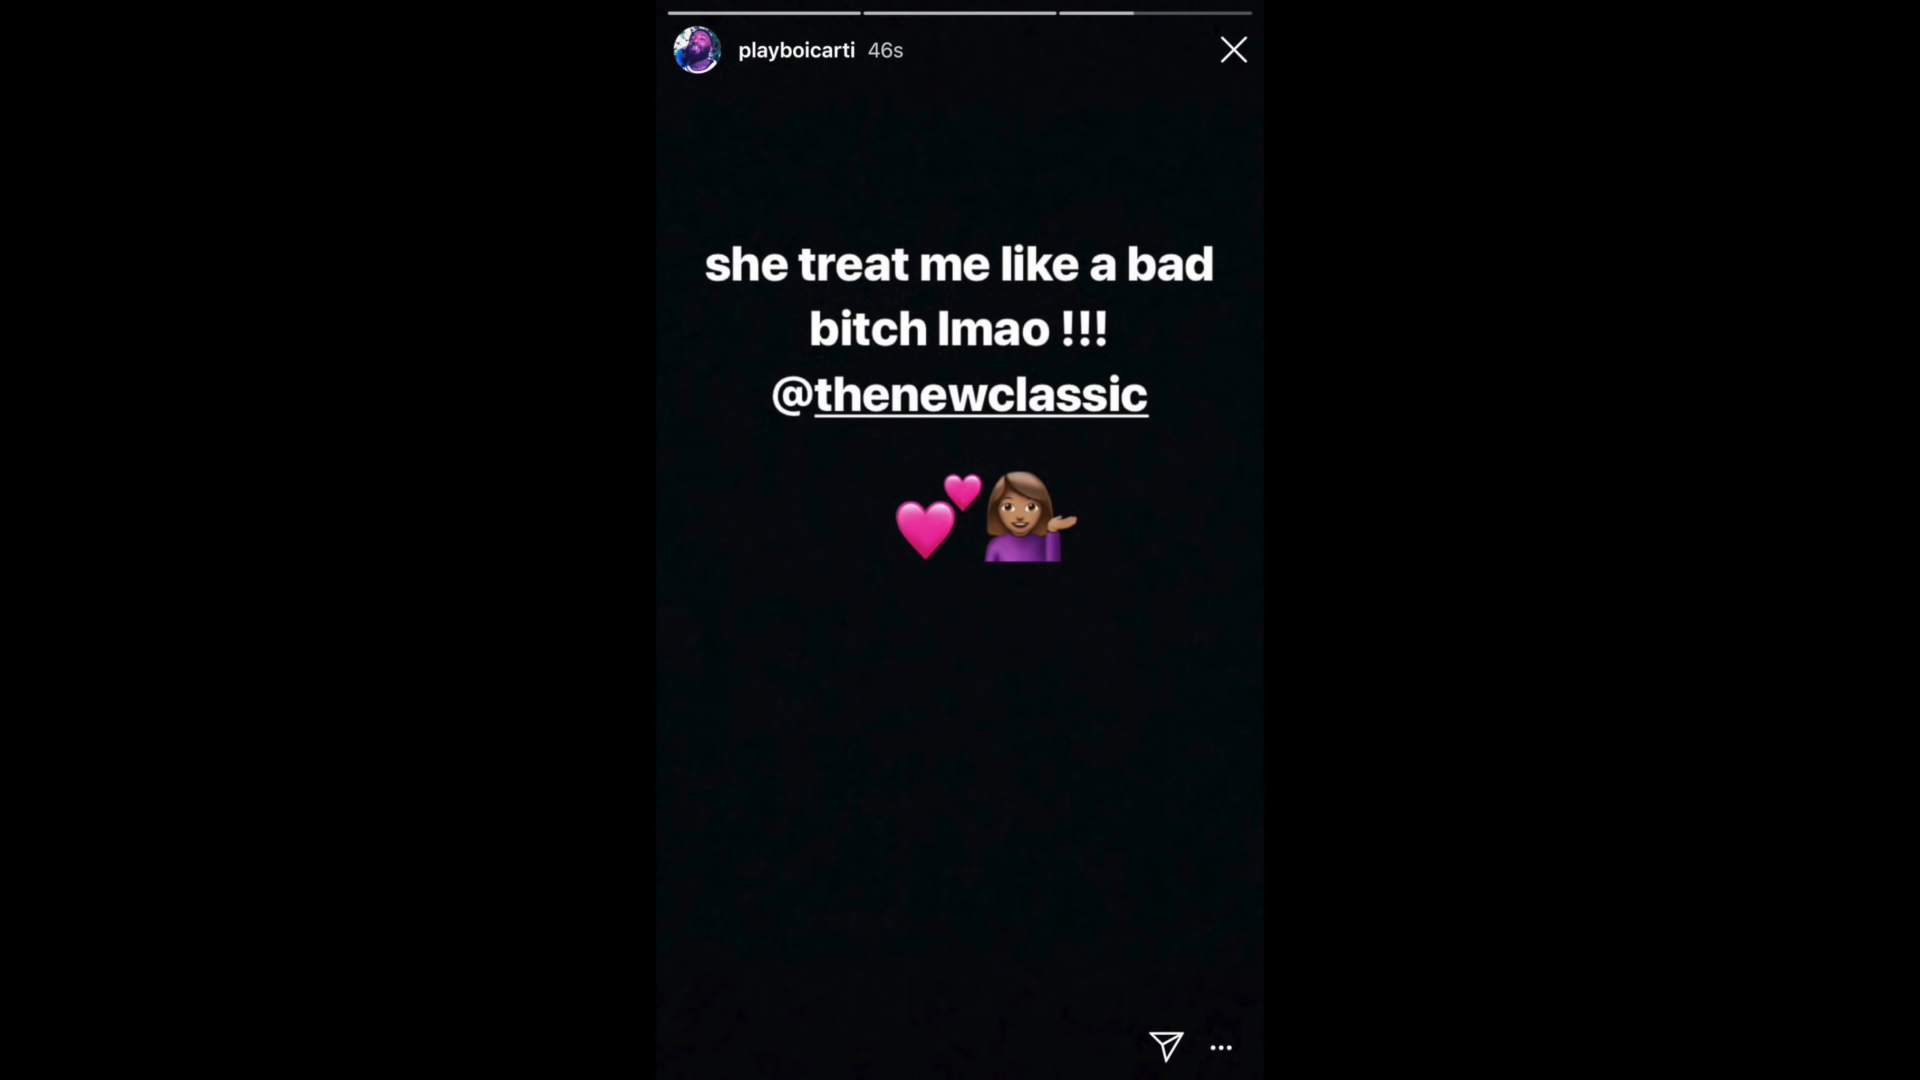 playboicarti 46s
she treat me like a bad
bitch lmao !!!
@thenewclassic
💕💁🏽‍♀️